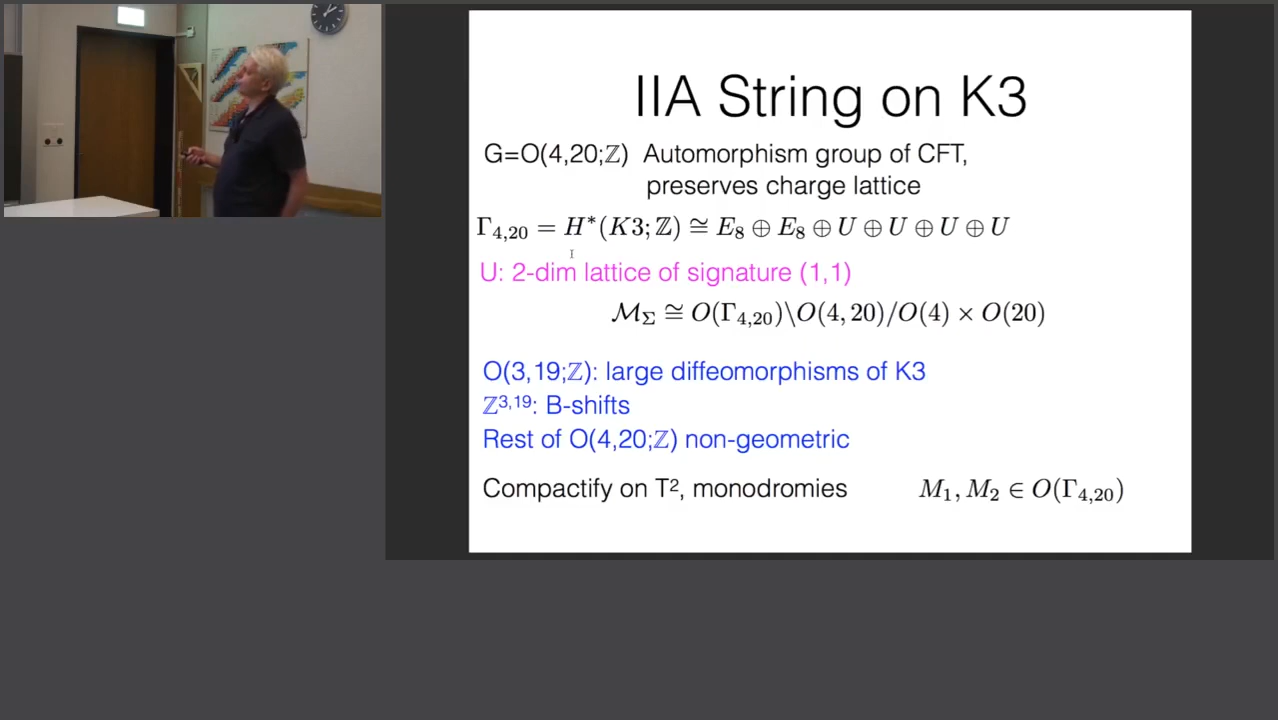 IIA String on K3
G=O(4,20;ℤ) Automorphism group of CFT,
preserves charge lattice
Γ₄,₂₀ = H*(K3;ℤ) ≅ E₈ ⊕ E₈ ⊕ U ⊕ U ⊕ U ⊕ U
U: 2-dim lattice of signature (1,1)
ℳ_Σ ≅ O(Γ₄,₂₀)\O(4,20)/O(4) × O(20)
O(3,19;ℤ): large diffeomorphisms of K3
ℤ³,¹⁹: B-shifts
Rest of O(4,20;ℤ) non-geometric
Compactify on T², monodromies M₁, M₂ ∈ O(Γ₄,₂₀)